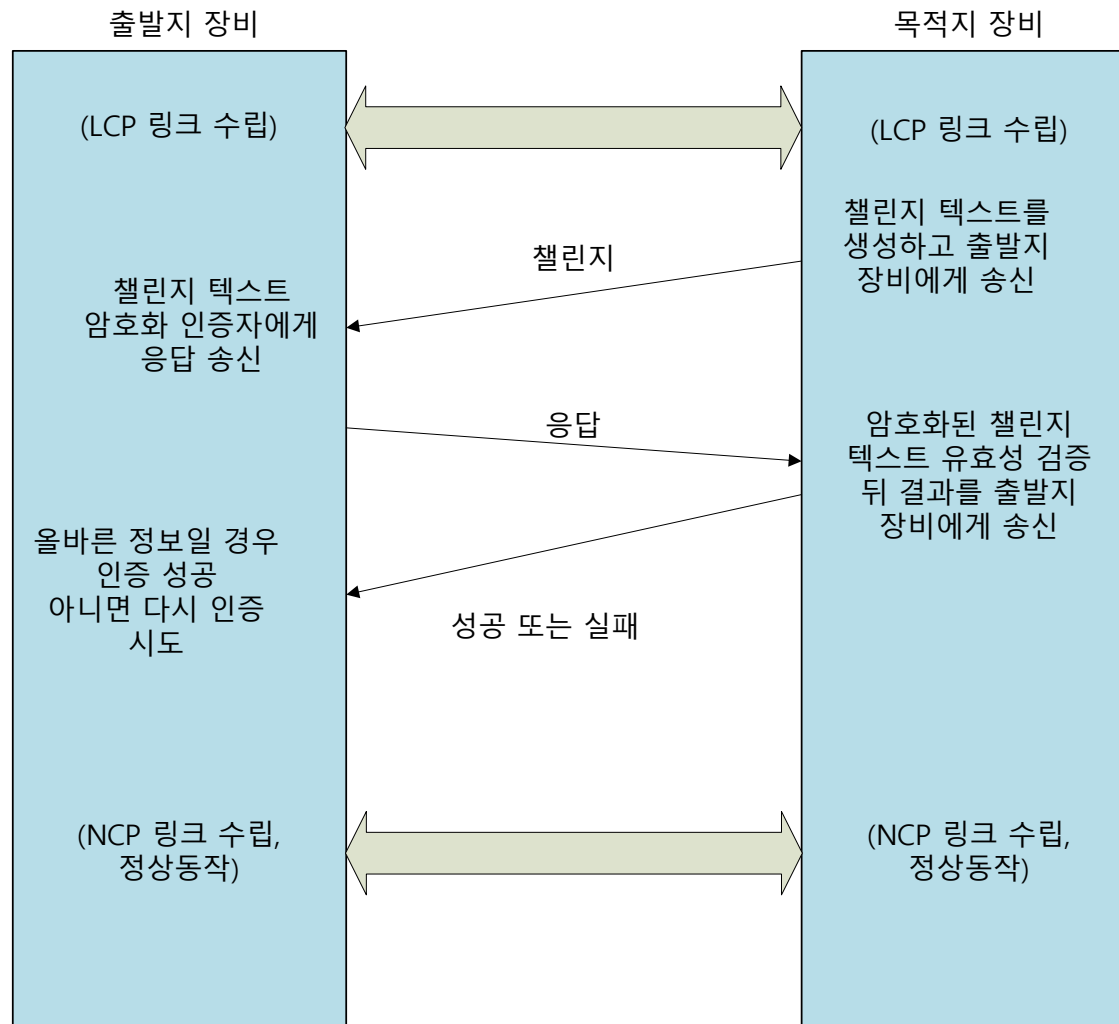 출발지 장비
목적지 장비
(LCP 링크 수립)
(LCP 링크 수립)
챌린지 텍스트를
생성하고 출발지
장비에게 송신
챌린지
챌린지 텍스트
암호화 인증자에게
응답 송신
응답
암호화된 챌린지
텍스트 유효성 검증
뒤 결과를 출발지
장비에게 송신
올바른 정보일 경우
인증 성공
아니면 다시 인증
시도
성공 또는 실패
(NCP 링크 수립,
정상동작)
(NCP 링크 수립,
정상동작)